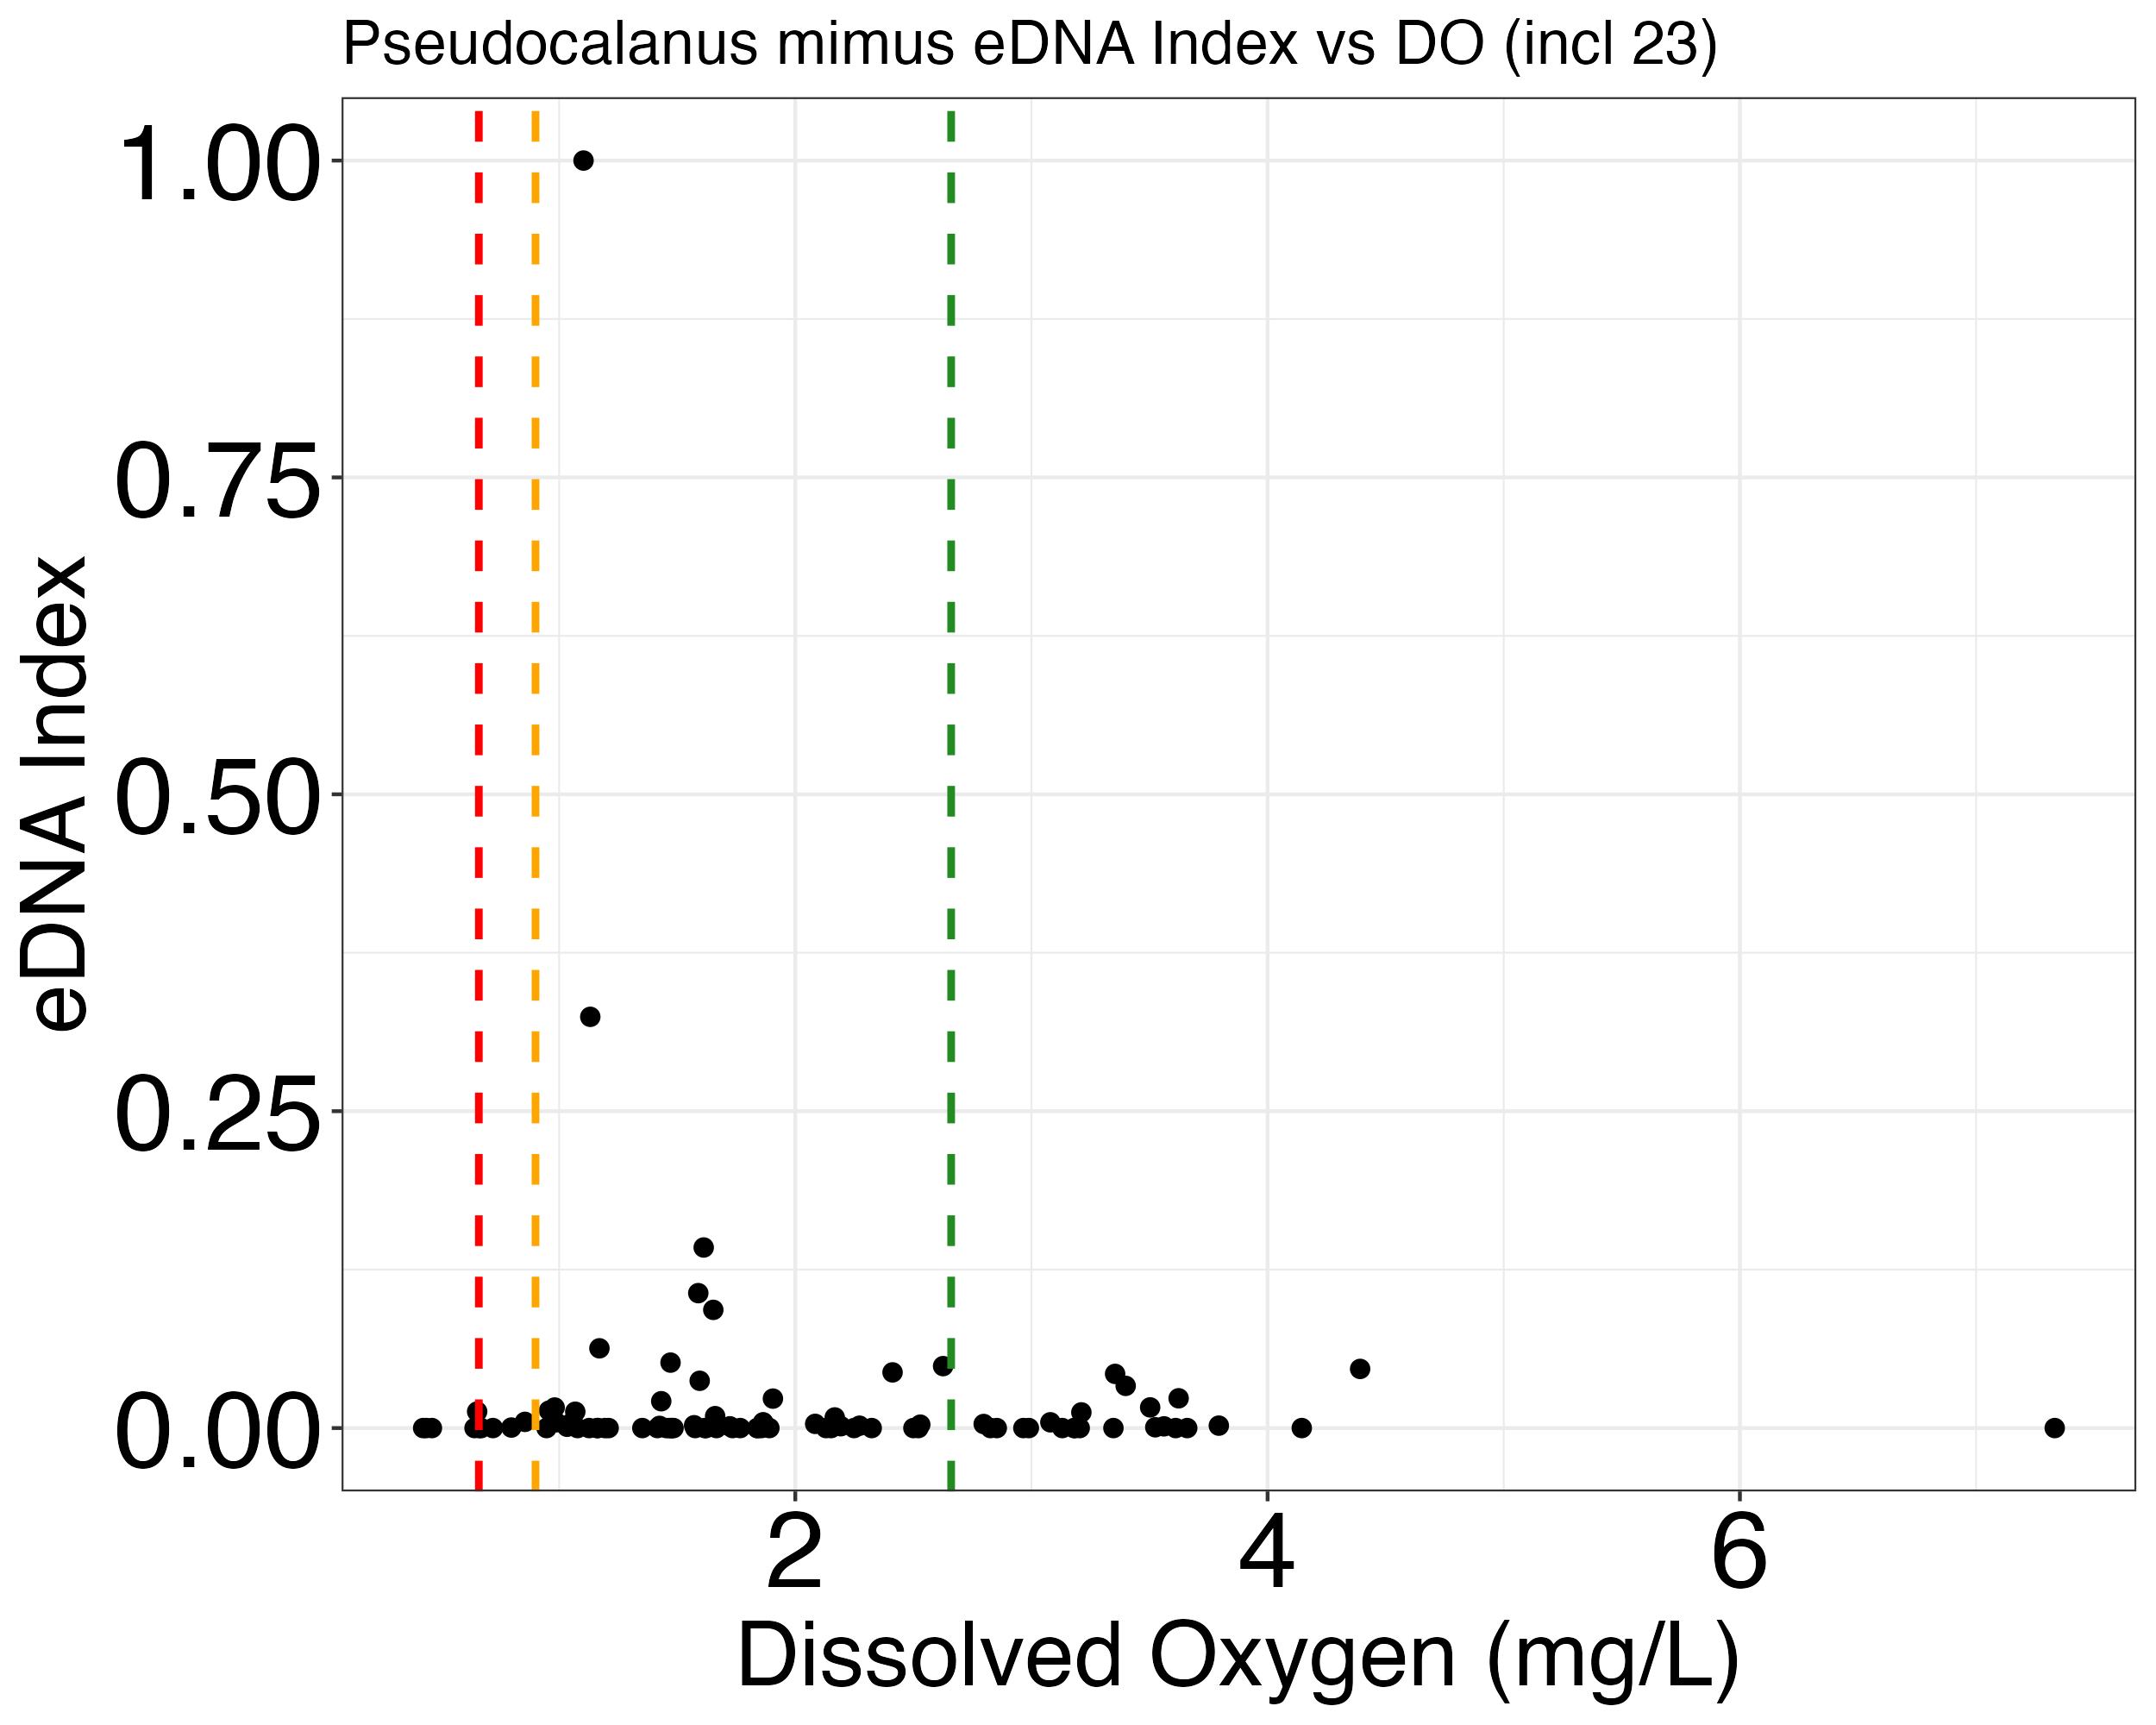 Pseudocalanus mimus eDNA Index vs DO (incl 23)
eDNA Index
1.00
0.75
0.50
0.25
0.00
2 4 6
Dissolved Oxygen (mg/L)